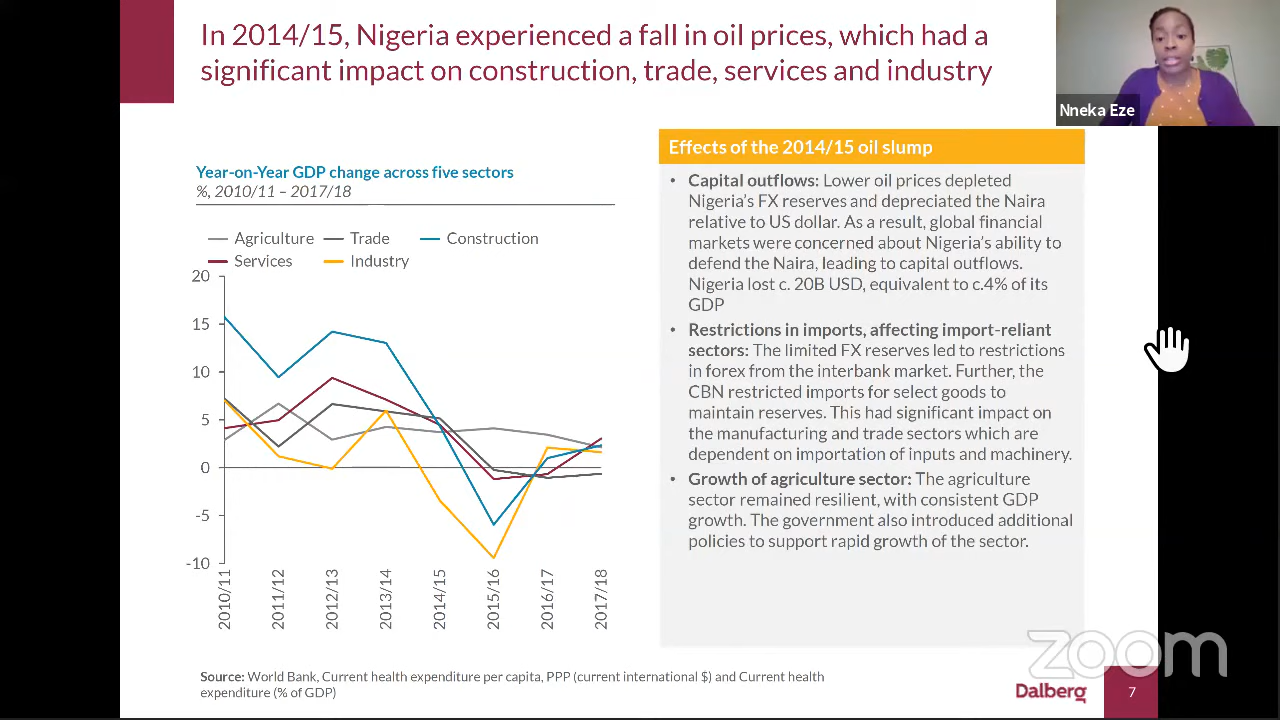 In 2014/15, Nigeria experienced a fall in oil prices, which had a
significant impact on construction, trade, services and industry
Nneka Eze
Year-on-Year GDP change across five sectors
%, 2010/11 – 2017/18
Agriculture Trade Construction
Services Industry
20
15
10
5
0
-5
-10
2010/11
2011/12
2012/13
2013/14
2014/15
2015/16
2016/17
2017/18
Effects of the 2014/15 oil slump
• Capital outflows: Lower oil prices depleted
Nigeria's FX reserves and depreciated the Naira
relative to US dollar. As a result, global financial
markets were concerned about Nigeria's ability to
defend the Naira, leading to capital outflows.
Nigeria lost c. 20B USD, equivalent to c.4% of its
GDP
• Restrictions in imports, affecting import-reliant
sectors: The limited FX reserves led to restrictions
in forex from the interbank market. Further, the
CBN restricted imports for select goods to
maintain reserves. This had significant impact on
the manufacturing and trade sectors which are
dependent on importation of inputs and machinery.
• Growth of agriculture sector: The agriculture
sector remained resilient, with consistent GDP
growth. The government also introduced additional
policies to support rapid growth of the sector.
zoom
Source: World Bank, Current health expenditure per capita, PPP (current international $) and Current health
expenditure (% of GDP)
Dalberg
7